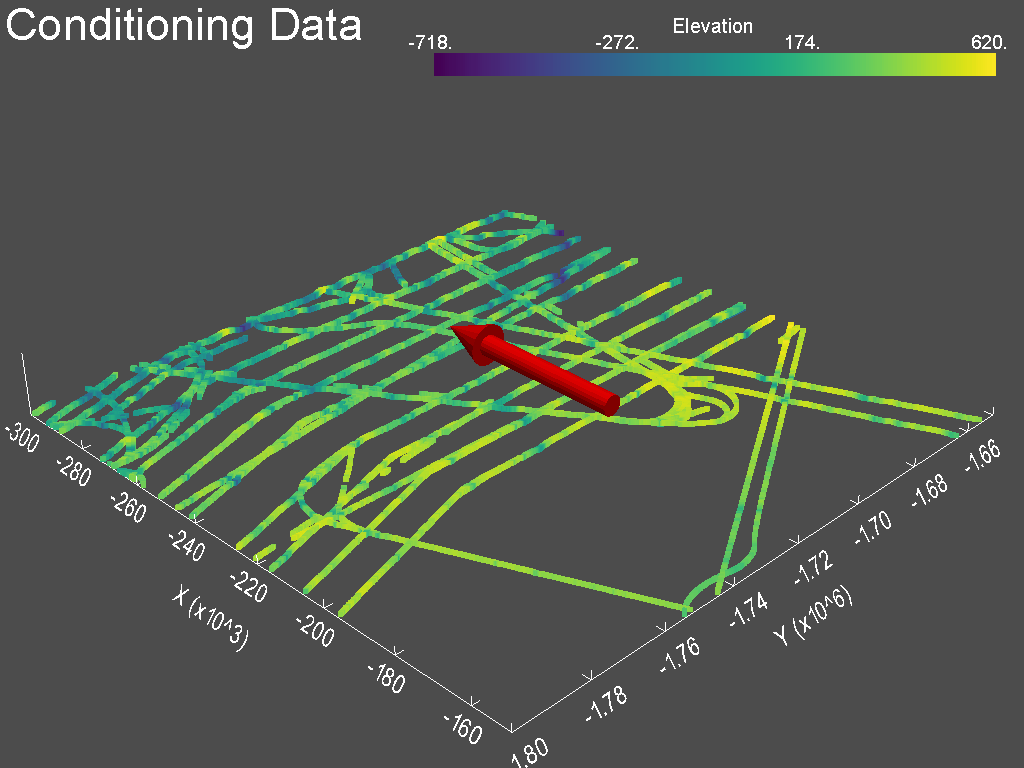 Conditioning Data
Elevation
-718. -272. 174. 620.
-300 -280 -260 -240 -220 -200 -180 -160
X (x10^3)
1.80 -1.78 -1.76 -1.74 -1.72 -1.70 -1.68 -1.66
Y (x10^6)